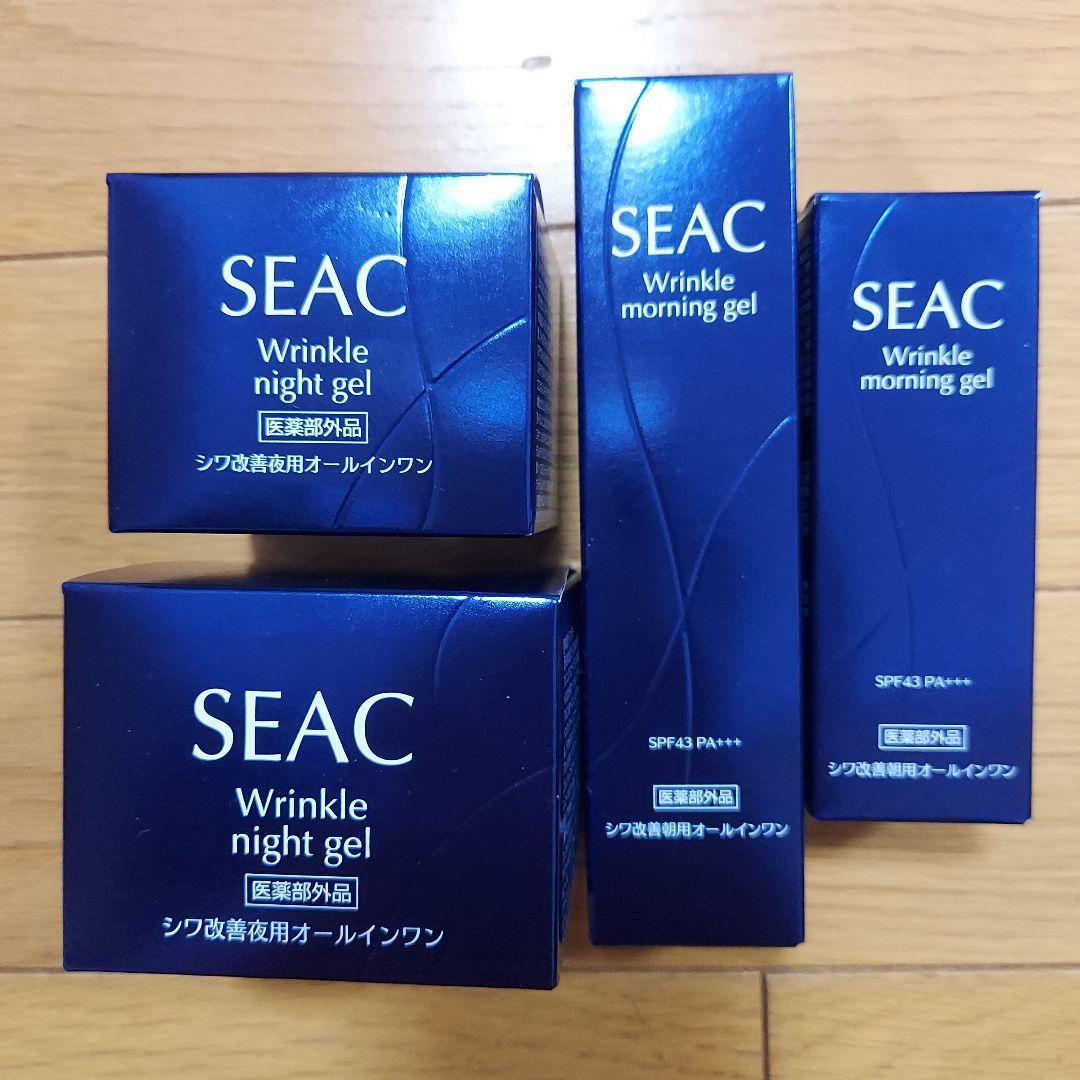 SEAC
Wrinkle
night gel
医薬部外品
シワ改善夜用オールインワン
SEAC
Wrinkle
night gel
医薬部外品
シワ改善夜用オールインワン
SEAC
Wrinkle
morning gel
SPF43 PA+++
医薬部外品
シワ改善朝用オールインワン
SEAC
Wrinkle
morning gel
SPF43 PA+++
医薬部外品
シワ改善朝用オールインワン